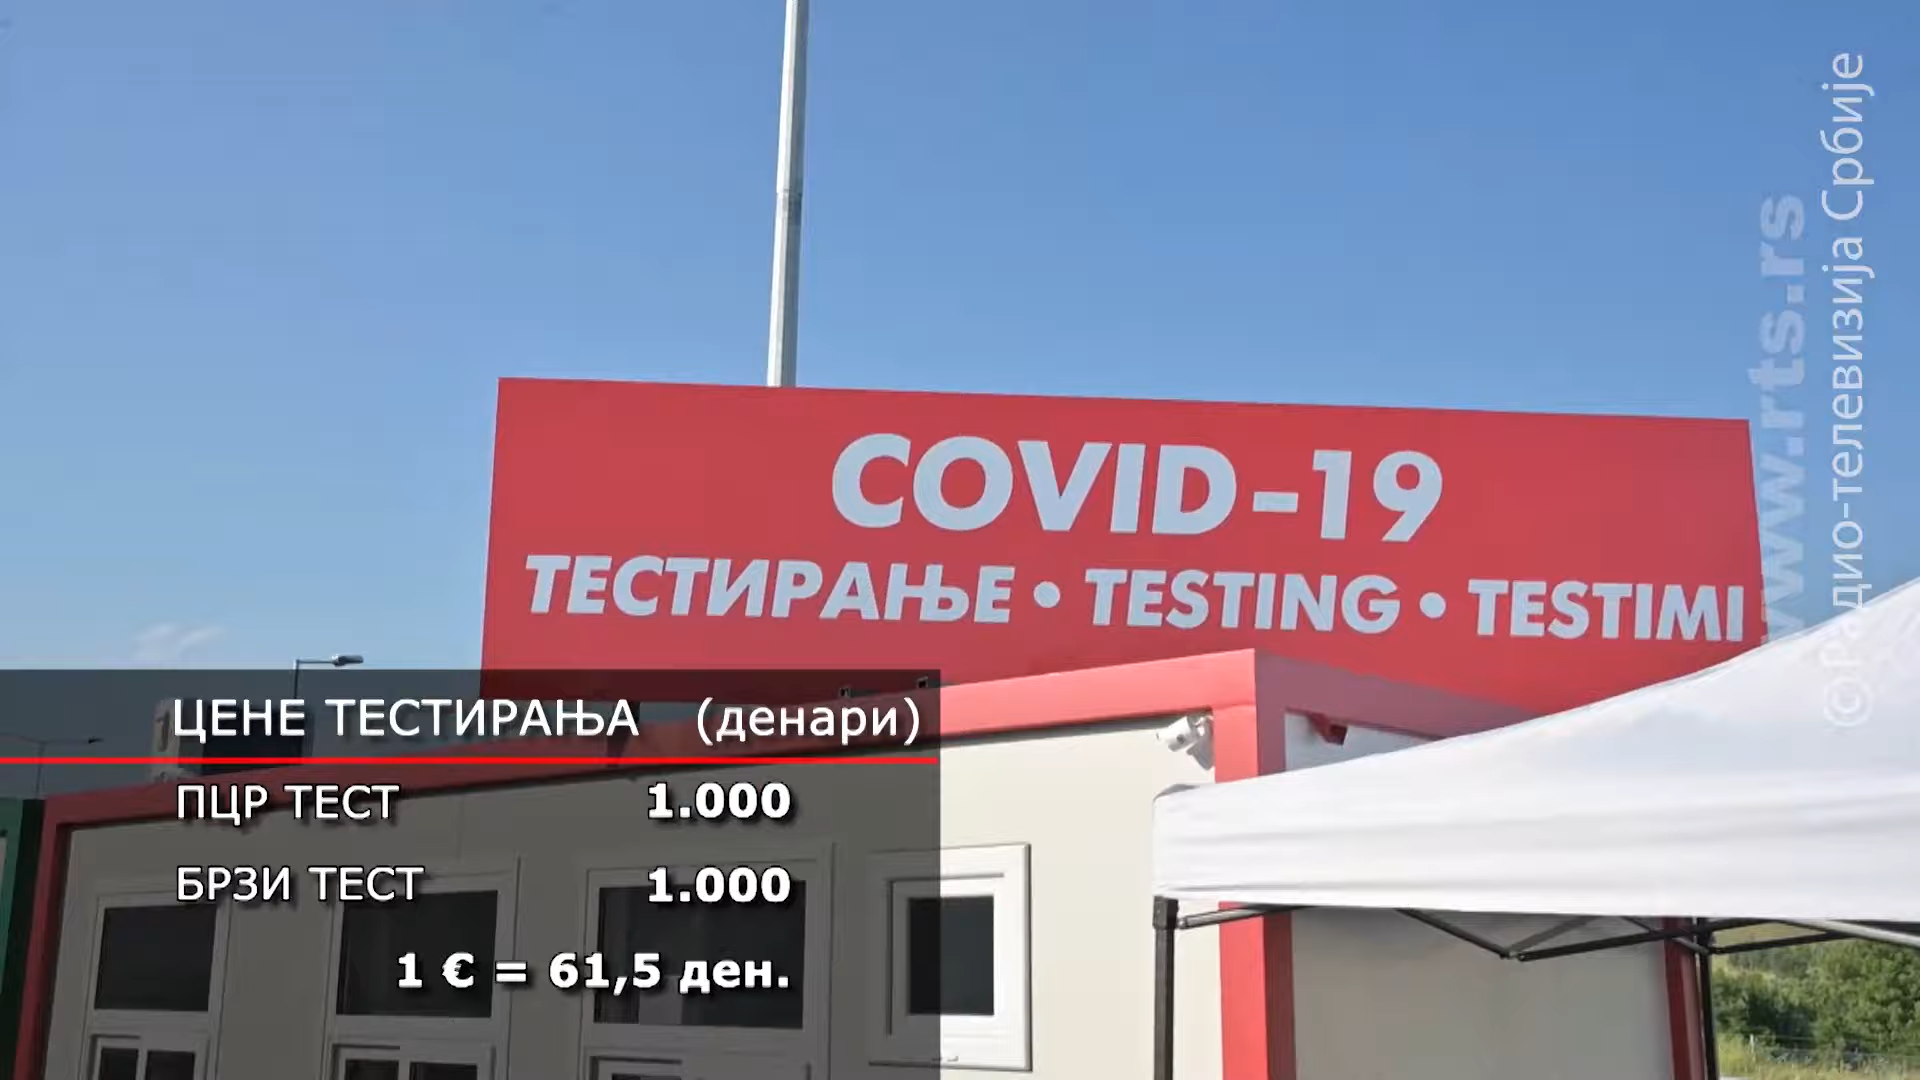 COVID-19
ТЕСТИРАЊЕ • TESTING • TESTIMI
ЦЕНЕ ТЕСТИРАЊА (денари)
ПЦР ТЕСТ 1.000
БРЗИ ТЕСТ 1.000
1 € = 61,5 ден.
www.rts.rs
©Радио-телевизија Србије